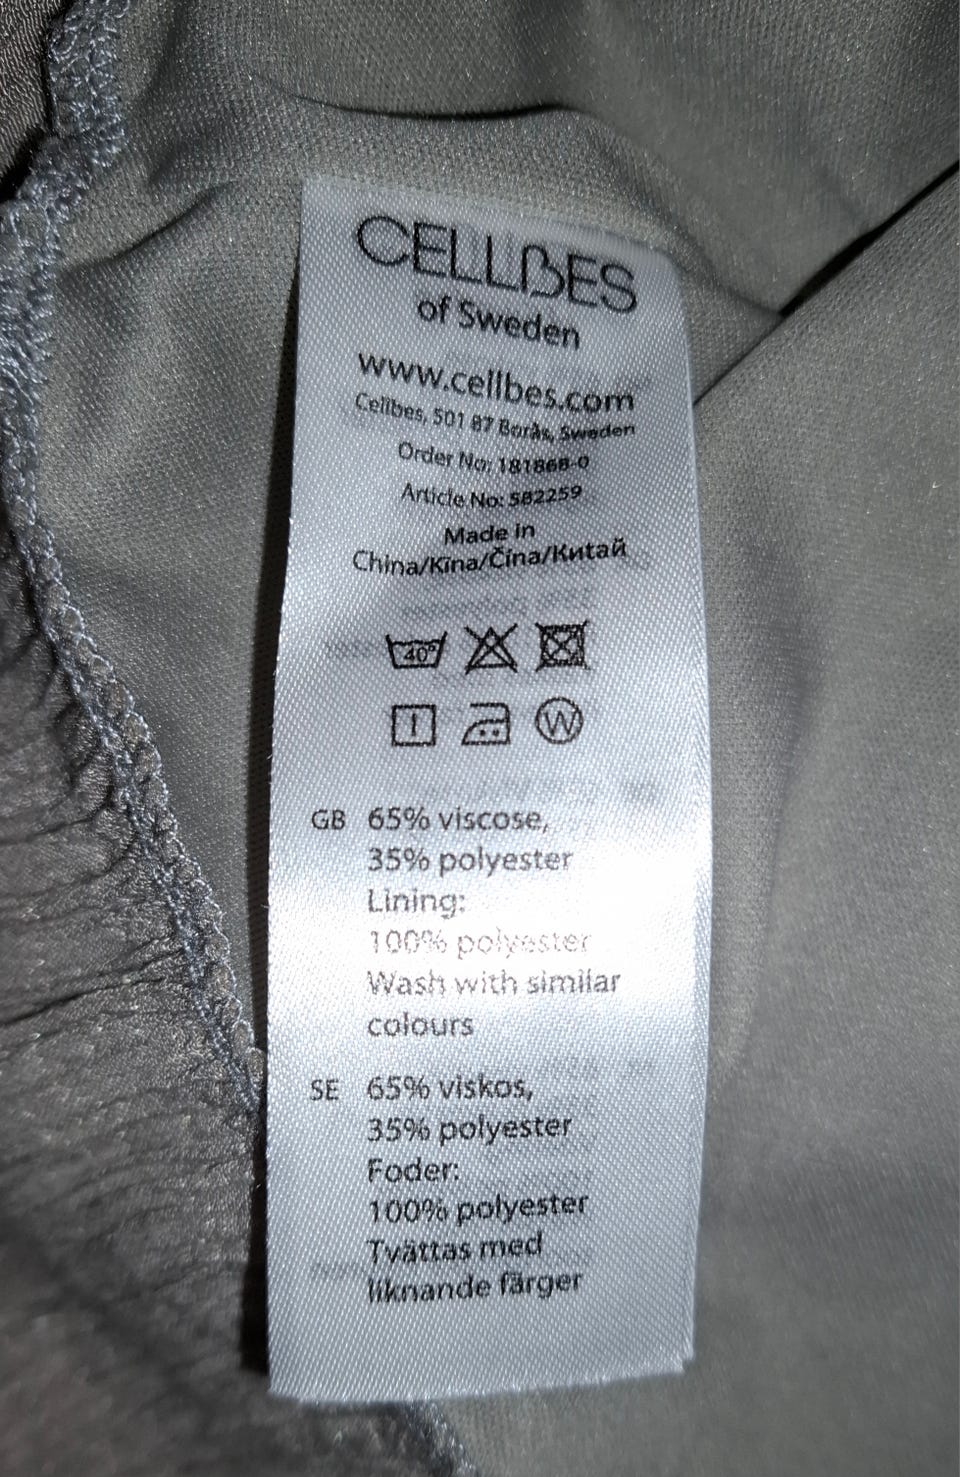 CELLBES
of Sweden
www.cellbes.com
Cellbes, 501 87 Borås, Sweden
Order No: 181868-0
Article No: 582259
Made in
China/Kīna/Čína/Китай
40°
W
GB 65% viscose,
35% polyester
Lining:
100% polyester
Wash with similar
colours
SE 65% viskos,
35% polyester
Foder:
100% polyester
Tvättas med
liknande färger